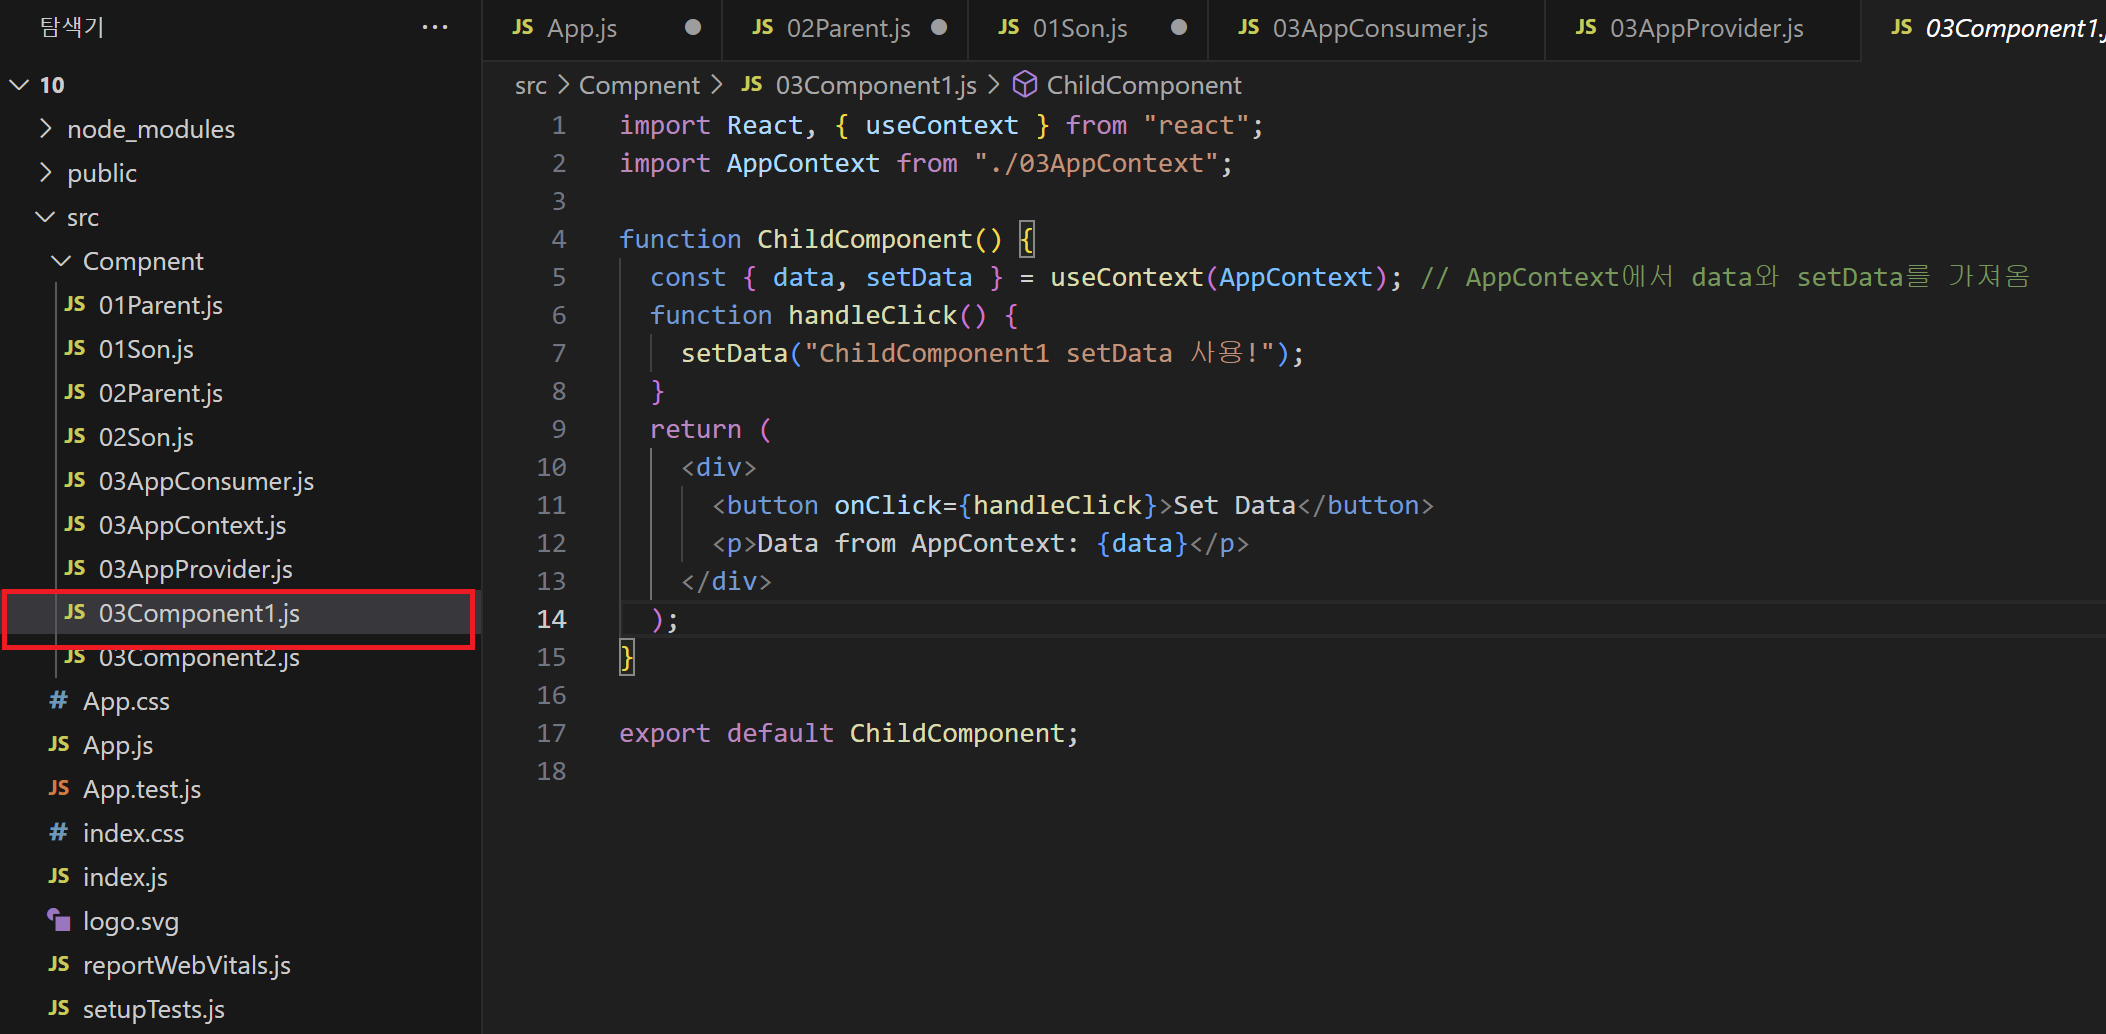 탐색기 ...
10
node_modules
public
src
Compnent
JS 01Parent.js
JS 01Son.js
JS 02Parent.js
JS 02Son.js
JS 03AppConsumer.js
JS 03AppContext.js
JS 03AppProvider.js
JS 03Component1.js
JS 03Component2.js
# App.css
JS App.js
JS App.test.js
# index.css
JS index.js
logo.svg
JS reportWebVitals.js
JS setupTests.js
JS App.js JS 02Parent.js JS 01Son.js JS 03AppConsumer.js JS 03AppProvider.js JS 03Component1.j
src > Compnent > JS 03Component1.js > ChildComponent
1 import React, { useContext } from "react";
2 import AppContext from "./03AppContext";
3
4 function ChildComponent() {
5 const { data, setData } = useContext(AppContext); // AppContext에서 data와 setData를 가져옴
6 function handleClick() {
7 setData("ChildComponent1 setData 사용!");
8 }
9 return (
10 <div>
11 <button onClick={handleClick}>Set Data</button>
12 <p>Data from AppContext: {data}</p>
13 </div>
14 );
15 }
16
17 export default ChildComponent;
18